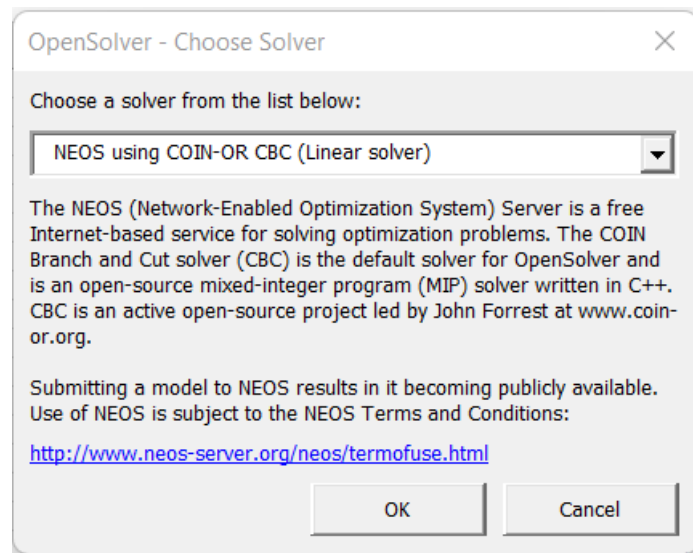 OpenSolver - Choose Solver
Choose a solver from the list below:
NEOS using COIN-OR CBC (Linear solver)
The NEOS (Network-Enabled Optimization System) Server is a free
Internet-based service for solving optimization problems. The COIN
Branch and Cut solver (CBC) is the default solver for OpenSolver and
is an open-source mixed-integer program (MIP) solver written in C++.
CBC is an active open-source project led by John Forrest at www.coin-
or.org.
Submitting a model to NEOS results in it becoming publicly available.
Use of NEOS is subject to the NEOS Terms and Conditions:
http://www.neos-server.org/neos/termofuse.html
OK Cancel